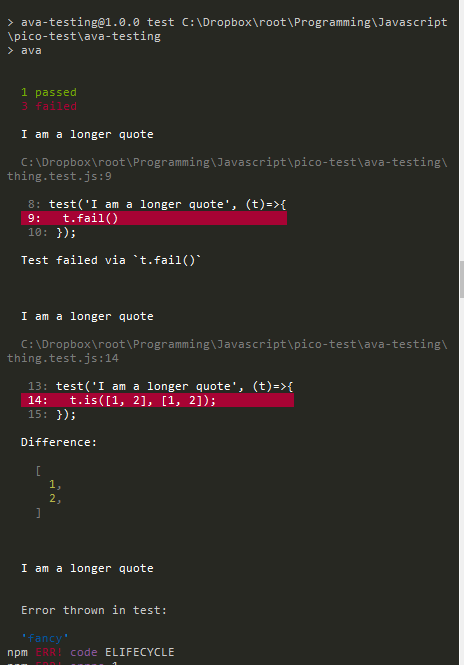 > ava-testing@1.0.0 test C:\Dropbox\root\Programming\Javascript
\pico-test\ava-testing
> ava
1 passed
3 failed
I am a longer quote
C:\Dropbox\root\Programming\Javascript\pico-test\ava-testing\
thing.test.js:9
8: test('I am a longer quote', (t)=>{
9:   t.fail()
10: });
Test failed via `t.fail()`
I am a longer quote
C:\Dropbox\root\Programming\Javascript\pico-test\ava-testing\
thing.test.js:14
13: test('I am a longer quote', (t)=>{
14:   t.is([1, 2], [1, 2]);
15: });
Difference:
[
1,
2,
]
I am a longer quote
Error thrown in test:
'fancy'
npm ERR! code ELIFECYCLE
npm ERR! errno 1